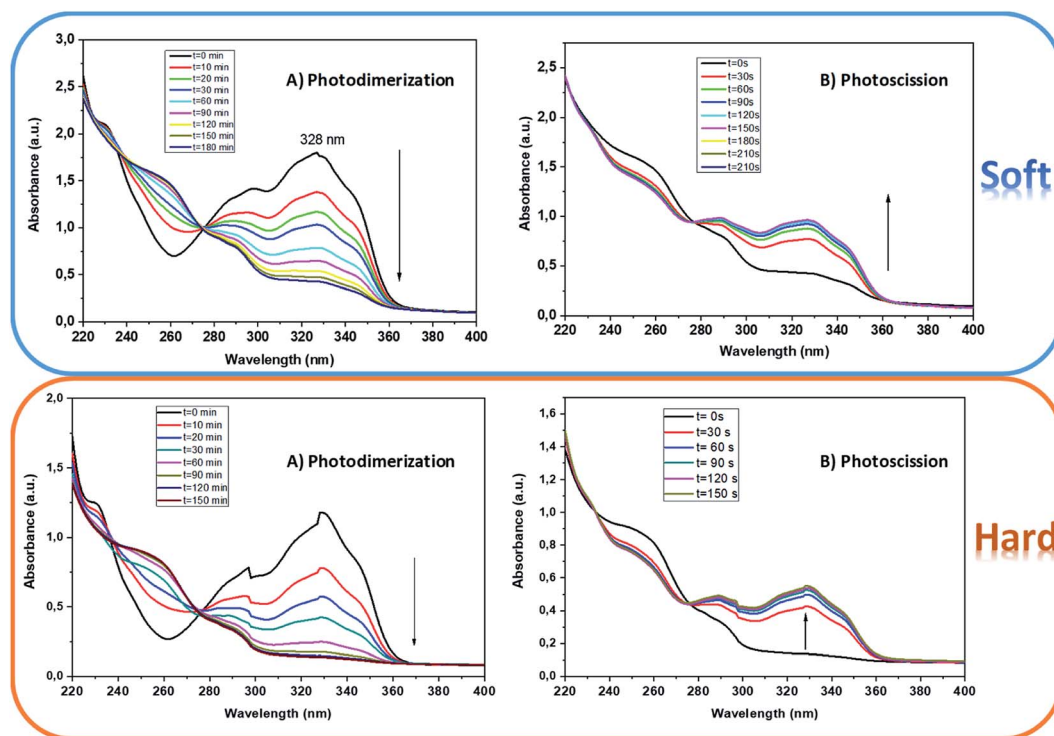 3,0
2,5
2,0
1,5
1,0
0,5
0,0
Absorbance (a.u.)
t=0 min
t=10 min
t=20 min
t=30 min
t=60 min
t=90 min
t=120 min
t=150 min
t=180 min
A) Photodimerization
328 nm
220 240 260 280 300 320 340 360 380 400
Wavelength (nm)
2,5
2,0
1,5
1,0
0,5
0,0
Absorbance (a.u.)
t=0s
t=30s
t=60s
t=90s
t=120s
t=150s
t=180s
t=210s
t=210s
B) Photoscission
220 240 260 280 300 320 340 360 380 400
Wavelength (nm)
Soft
2,0
1,5
1,0
0,5
0,0
Absorbance (a.u.)
t=0 min
t=10 min
t=20 min
t=30 min
t=60 min
t=90 min
t=120 min
t=150 min
A) Photodimerization
220 240 260 280 300 320 340 360 380 400
Wavelength (nm)
1,6
1,4
1,2
1,0
0,8
0,6
0,4
0,2
0,0
Absorbance (a.u.)
t= 0s
t=30 s
t= 60 s
t= 90 s
t=120 s
t=150 s
B) Photoscission
220 240 260 280 300 320 340 360 380 400
Wavelength (nm)
Hard